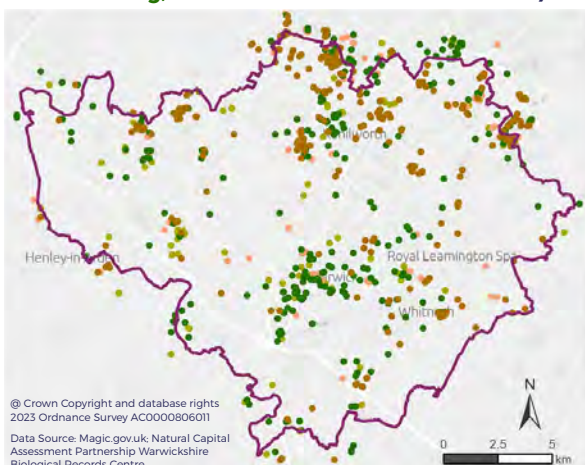 Kenilworth
Henley-in-Arden
Royal Leamington Spa
Warwick
Whitnash
N
@ Crown Copyright and database rights
2023 Ordnance Survey AC0000806011
Data Source: Magic.gov.uk; Natural Capital
Assessment Partnership Warwickshire
Biological Records Centre
0 2.5 5
km